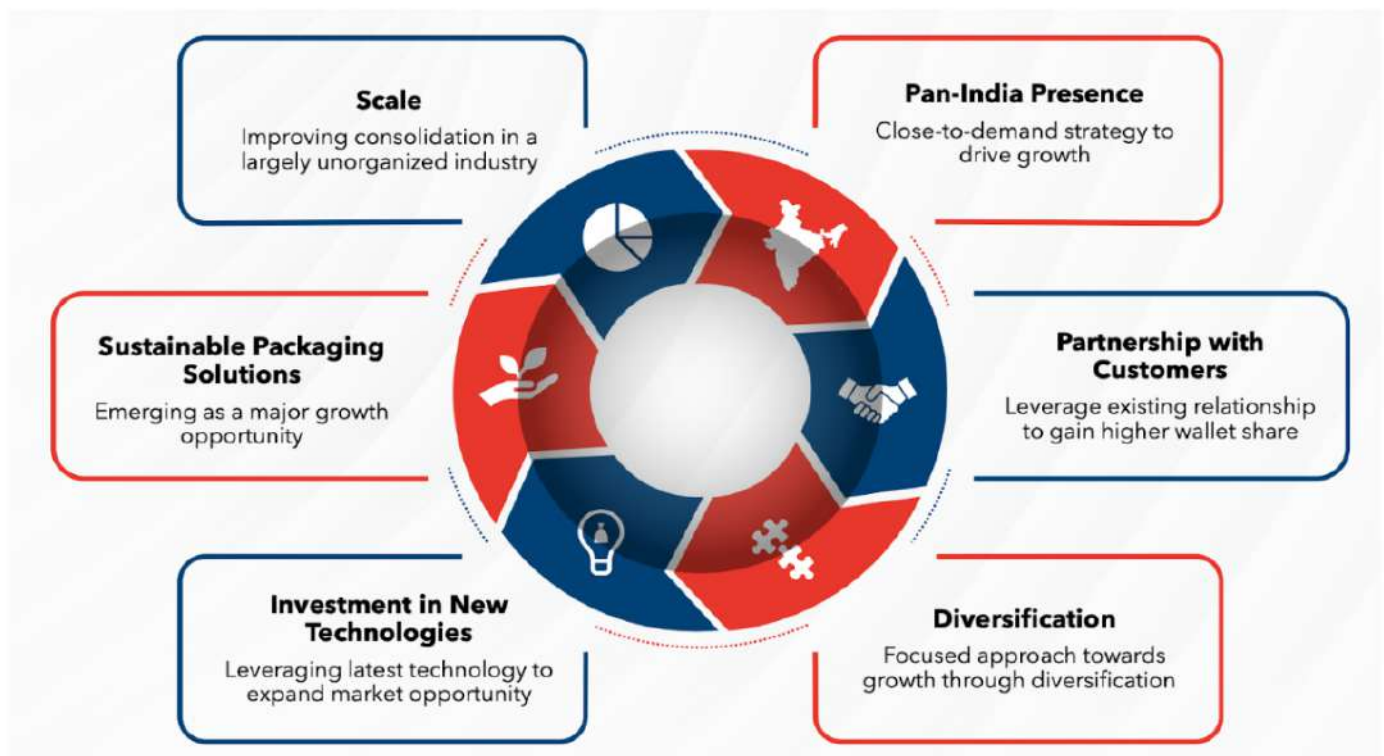 Scale
Improving consolidation in a
largely unorganized industry
Pan-India Presence
Close-to-demand strategy to
drive growth
Sustainable Packaging
Solutions
Emerging as a major growth
opportunity
Partnership with
Customers
Leverage existing relationship
to gain higher wallet share
Investment in New
Technologies
Leveraging latest technology to
expand market opportunity
Diversification
Focused approach towards
growth through diversification